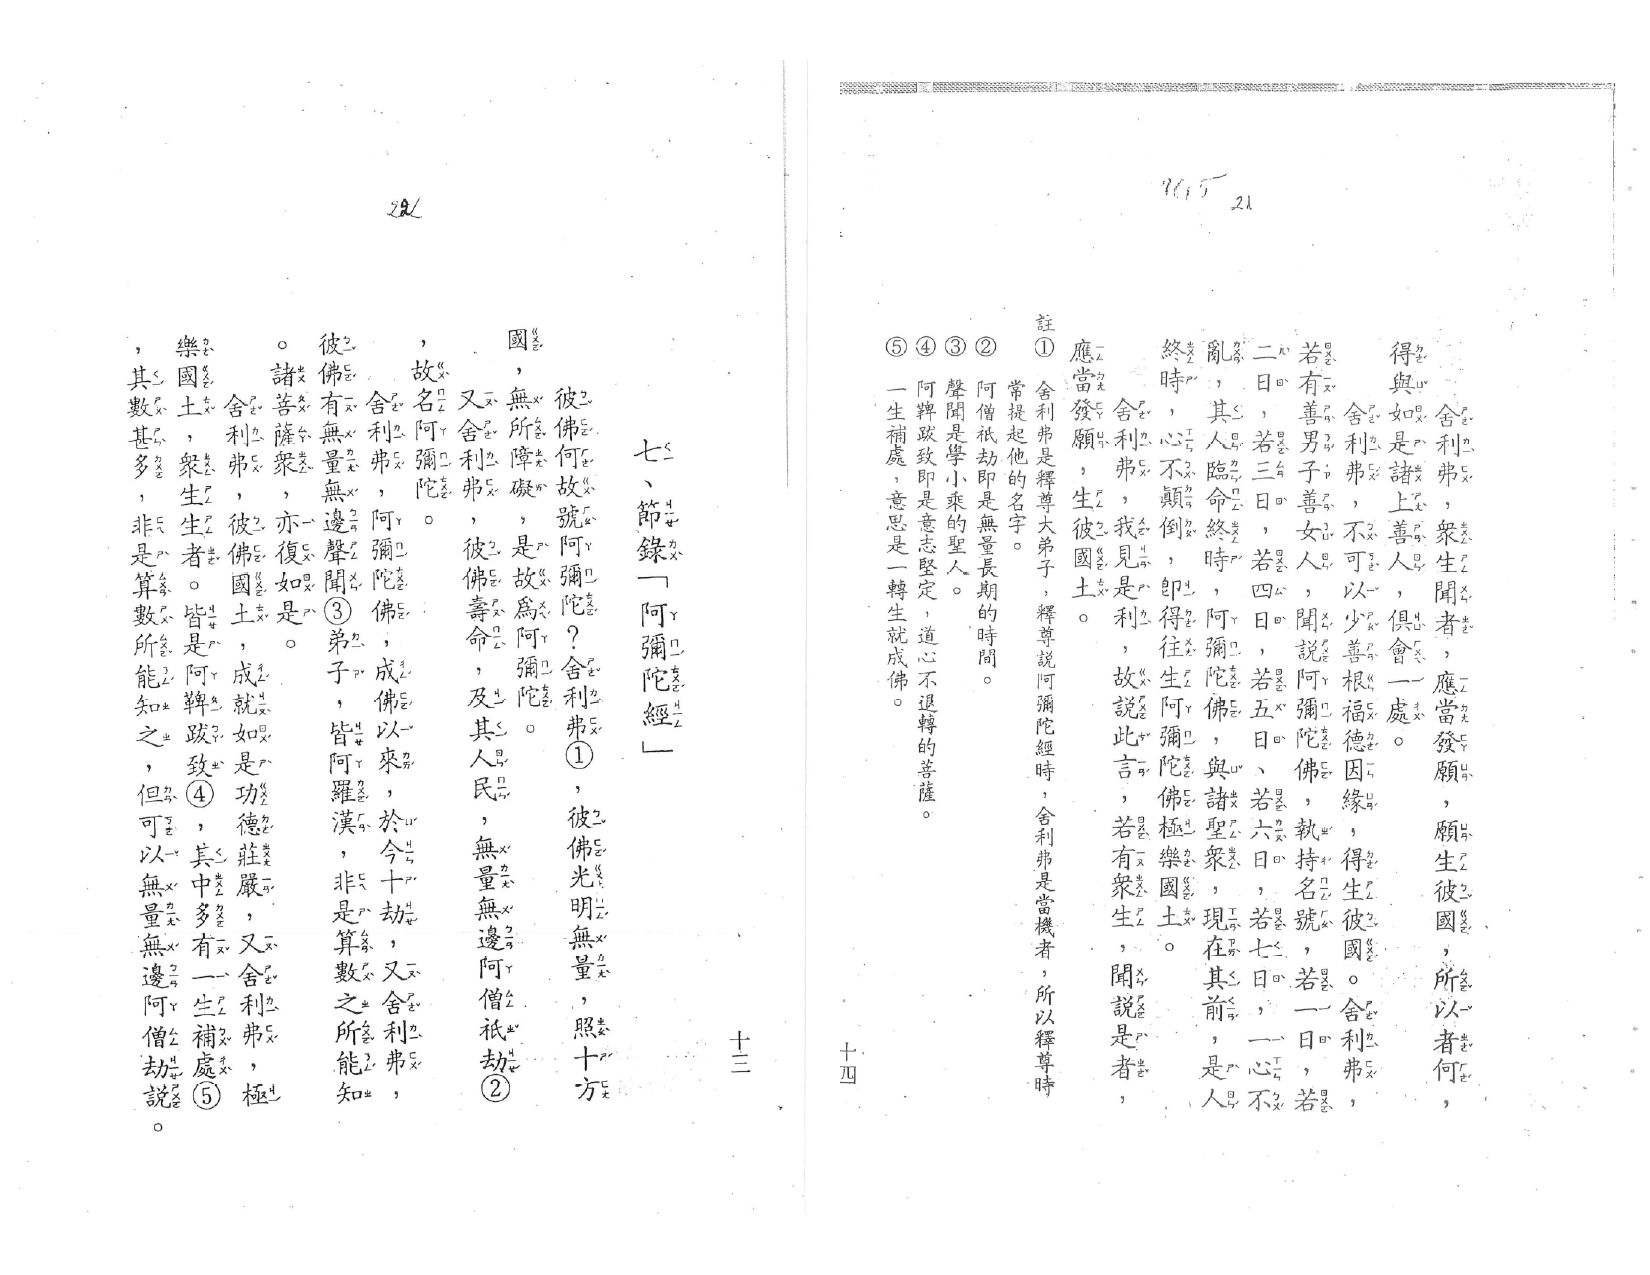 22
七、節錄「阿彌陀經」
彼佛何故號阿彌陀?舍利弗①,彼佛光明無量,照十方
國,無所障礙,是故爲阿彌陀。
又舍利弗,彼佛壽命,及其人民,無量無邊阿僧祇劫②
,故名阿彌陀。
舍利弗,阿彌陀佛,成佛以來,於今十劫,又舍利弗,
彼佛有無量無邊聲聞③弟子,皆阿羅漢,非是算數之所能知
。諸菩薩衆,亦復如是。
舍利弗,彼佛國土,成就如是功德莊嚴,又舍利弗,極
樂國土,衆生生者。皆是阿鞞跋致④,其中多有一生補處⑤
,其數甚多,非是算數所能知之,但可以無量無邊阿僧劫説。
十三
21
舍利弗,衆生聞者,應當發願,願生彼國,所以者何,
得與如是諸上善人,俱會一處。
舍利弗,不可以少善根福德因緣,得生彼國。舍利弗,
若有善男子善女人,聞説阿彌陀佛,執持名號,若一日,若
二日,若三日,若四日,若五日、若六日,若七日,一心不
亂,其人臨命終時,阿彌陀佛,與諸聖衆,現在其前,是人
終時,心不顛倒,即得往生阿彌陀佛極樂國土。
舍利弗,我見是利,故説此言,若有衆生,聞説是者,
應當發願,生彼國土。
註① 舍利弗是釋尊大弟子,釋尊説阿彌陀經時,舍利弗是當機者,所以釋尊時
常提起他的名字。
② 阿僧祇劫即是無量長期的時間。
③ 聲聞是學小乘的聖人。
④ 阿鞞跋致即是意志堅定,道心不退轉的菩薩。
⑤ 一生補處,意思是一轉生就成佛。
十四